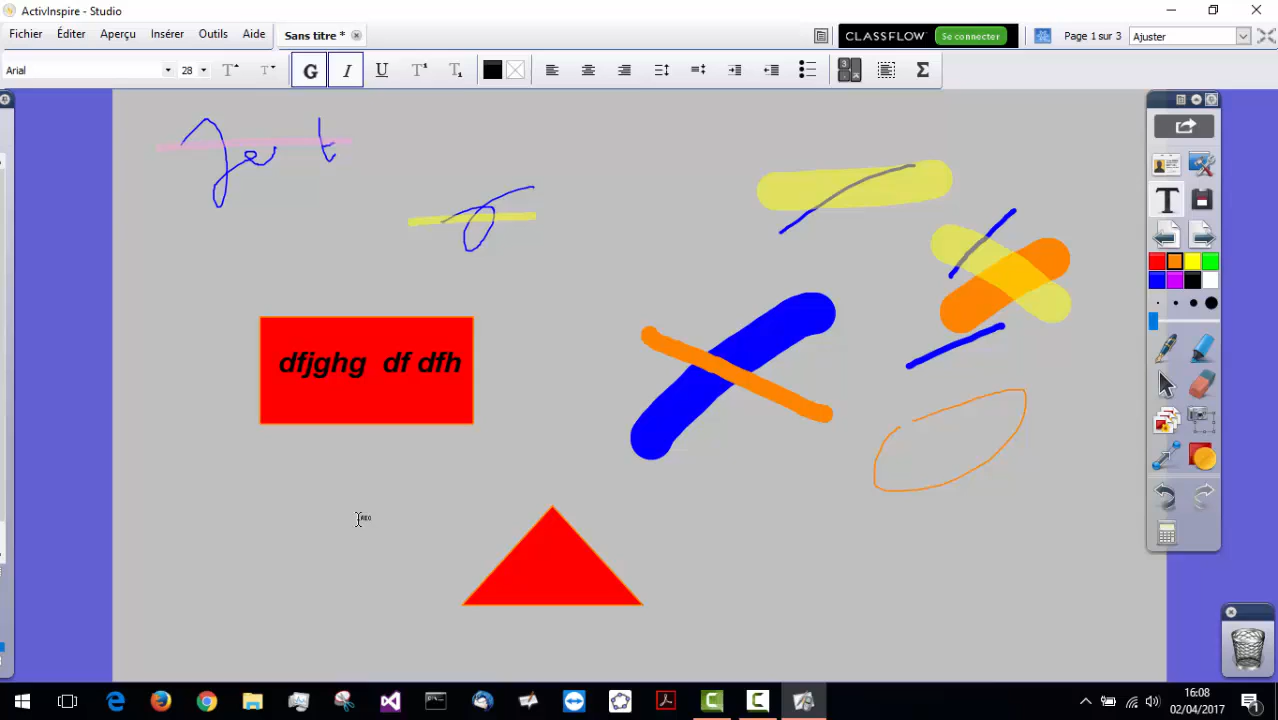 ActivInspire - Studio
Fichier Éditer Aperçu Insérer Outils Aide Sans titre * CLASSFLOW Se connecter Page 1 sur 3 Ajuster
Arial 28 G I U
dfjghg df dfh
16:08
02/04/2017